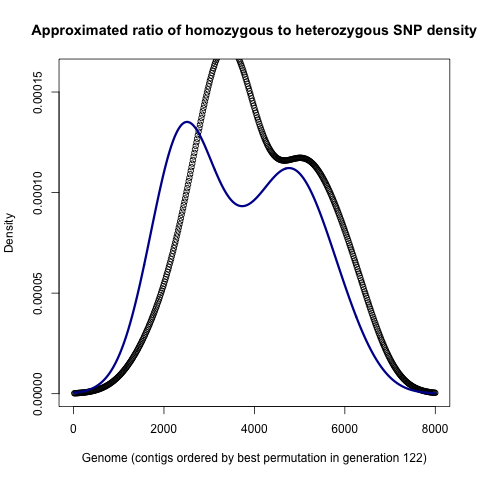 Approximated ratio of homozygous to heterozygous SNP density
0.00015
0.00010
0.00005
0.00000
Density
0 2000 4000 6000 8000
Genome (contigs ordered by best permutation in generation 122)